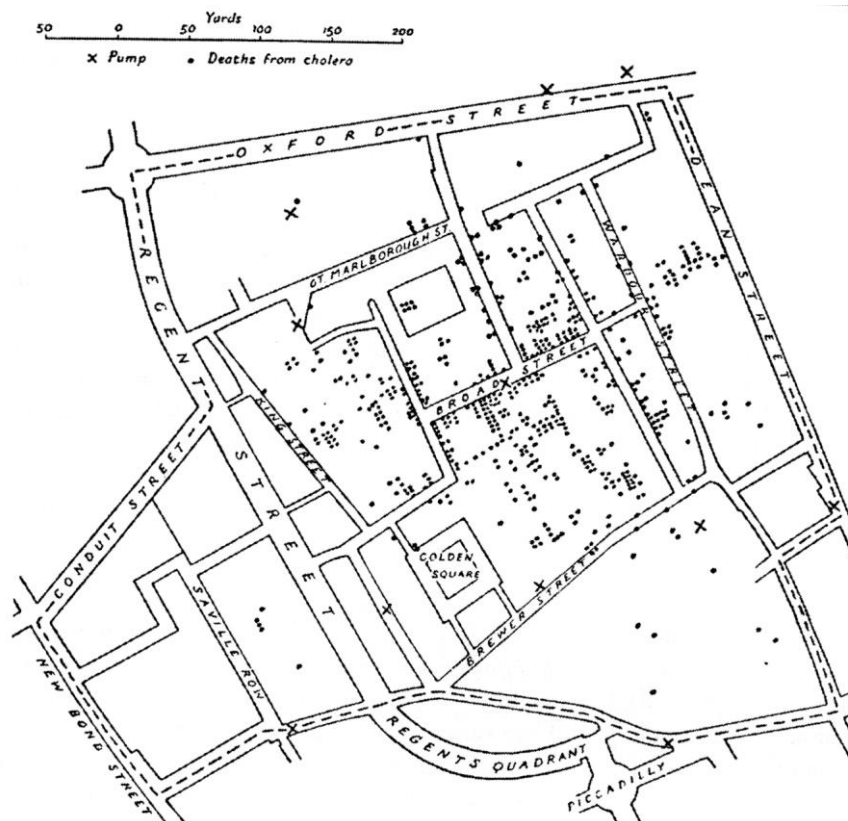 Yards
50 0 50 100 150 200
× Pump • Deaths from cholera
OXFORD STREET
DEAN STREET
REGENT STREET
GT. MARLBOROUGH ST.
WARDOUR STREET
BROAD STREET
KING STREET
CONDUIT STREET
GOLDEN
SQUARE
SAVILLE ROW
BREWER STREET
NEW BOND STREET
REGENTS QUADRANT
PICCADILLY